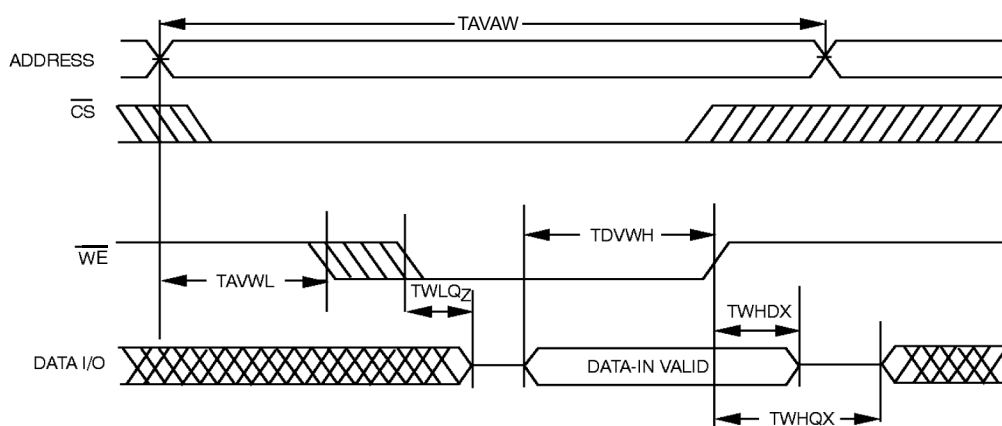 TAVAW
ADDRESS
CS
WE
TDVWH
TAVWL
TWLQZ
TWHDX
DATA I/O
DATA-IN VALID
TWHQX